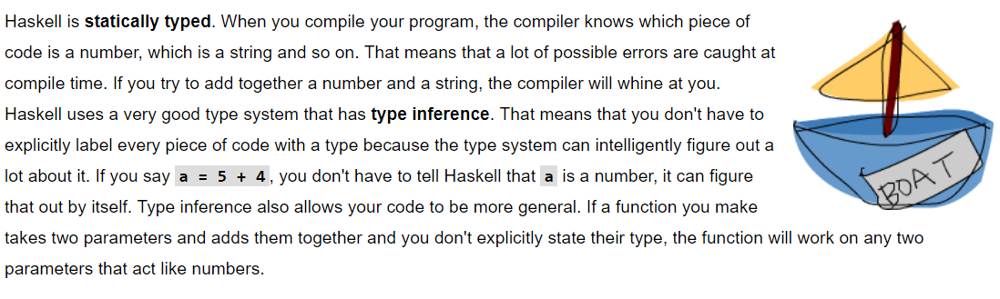 Haskell is statically typed. When you compile your program, the compiler knows which piece of
code is a number, which is a string and so on. That means that a lot of possible errors are caught at
compile time. If you try to add together a number and a string, the compiler will whine at you.
Haskell uses a very good type system that has type inference. That means that you don't have to
explicitly label every piece of code with a type because the type system can intelligently figure out a
lot about it. If you say a = 5 + 4, you don't have to tell Haskell that a is a number, it can figure
that out by itself. Type inference also allows your code to be more general. If a function you make
takes two parameters and adds them together and you don't explicitly state their type, the function will work on any two
parameters that act like numbers.
BOAT